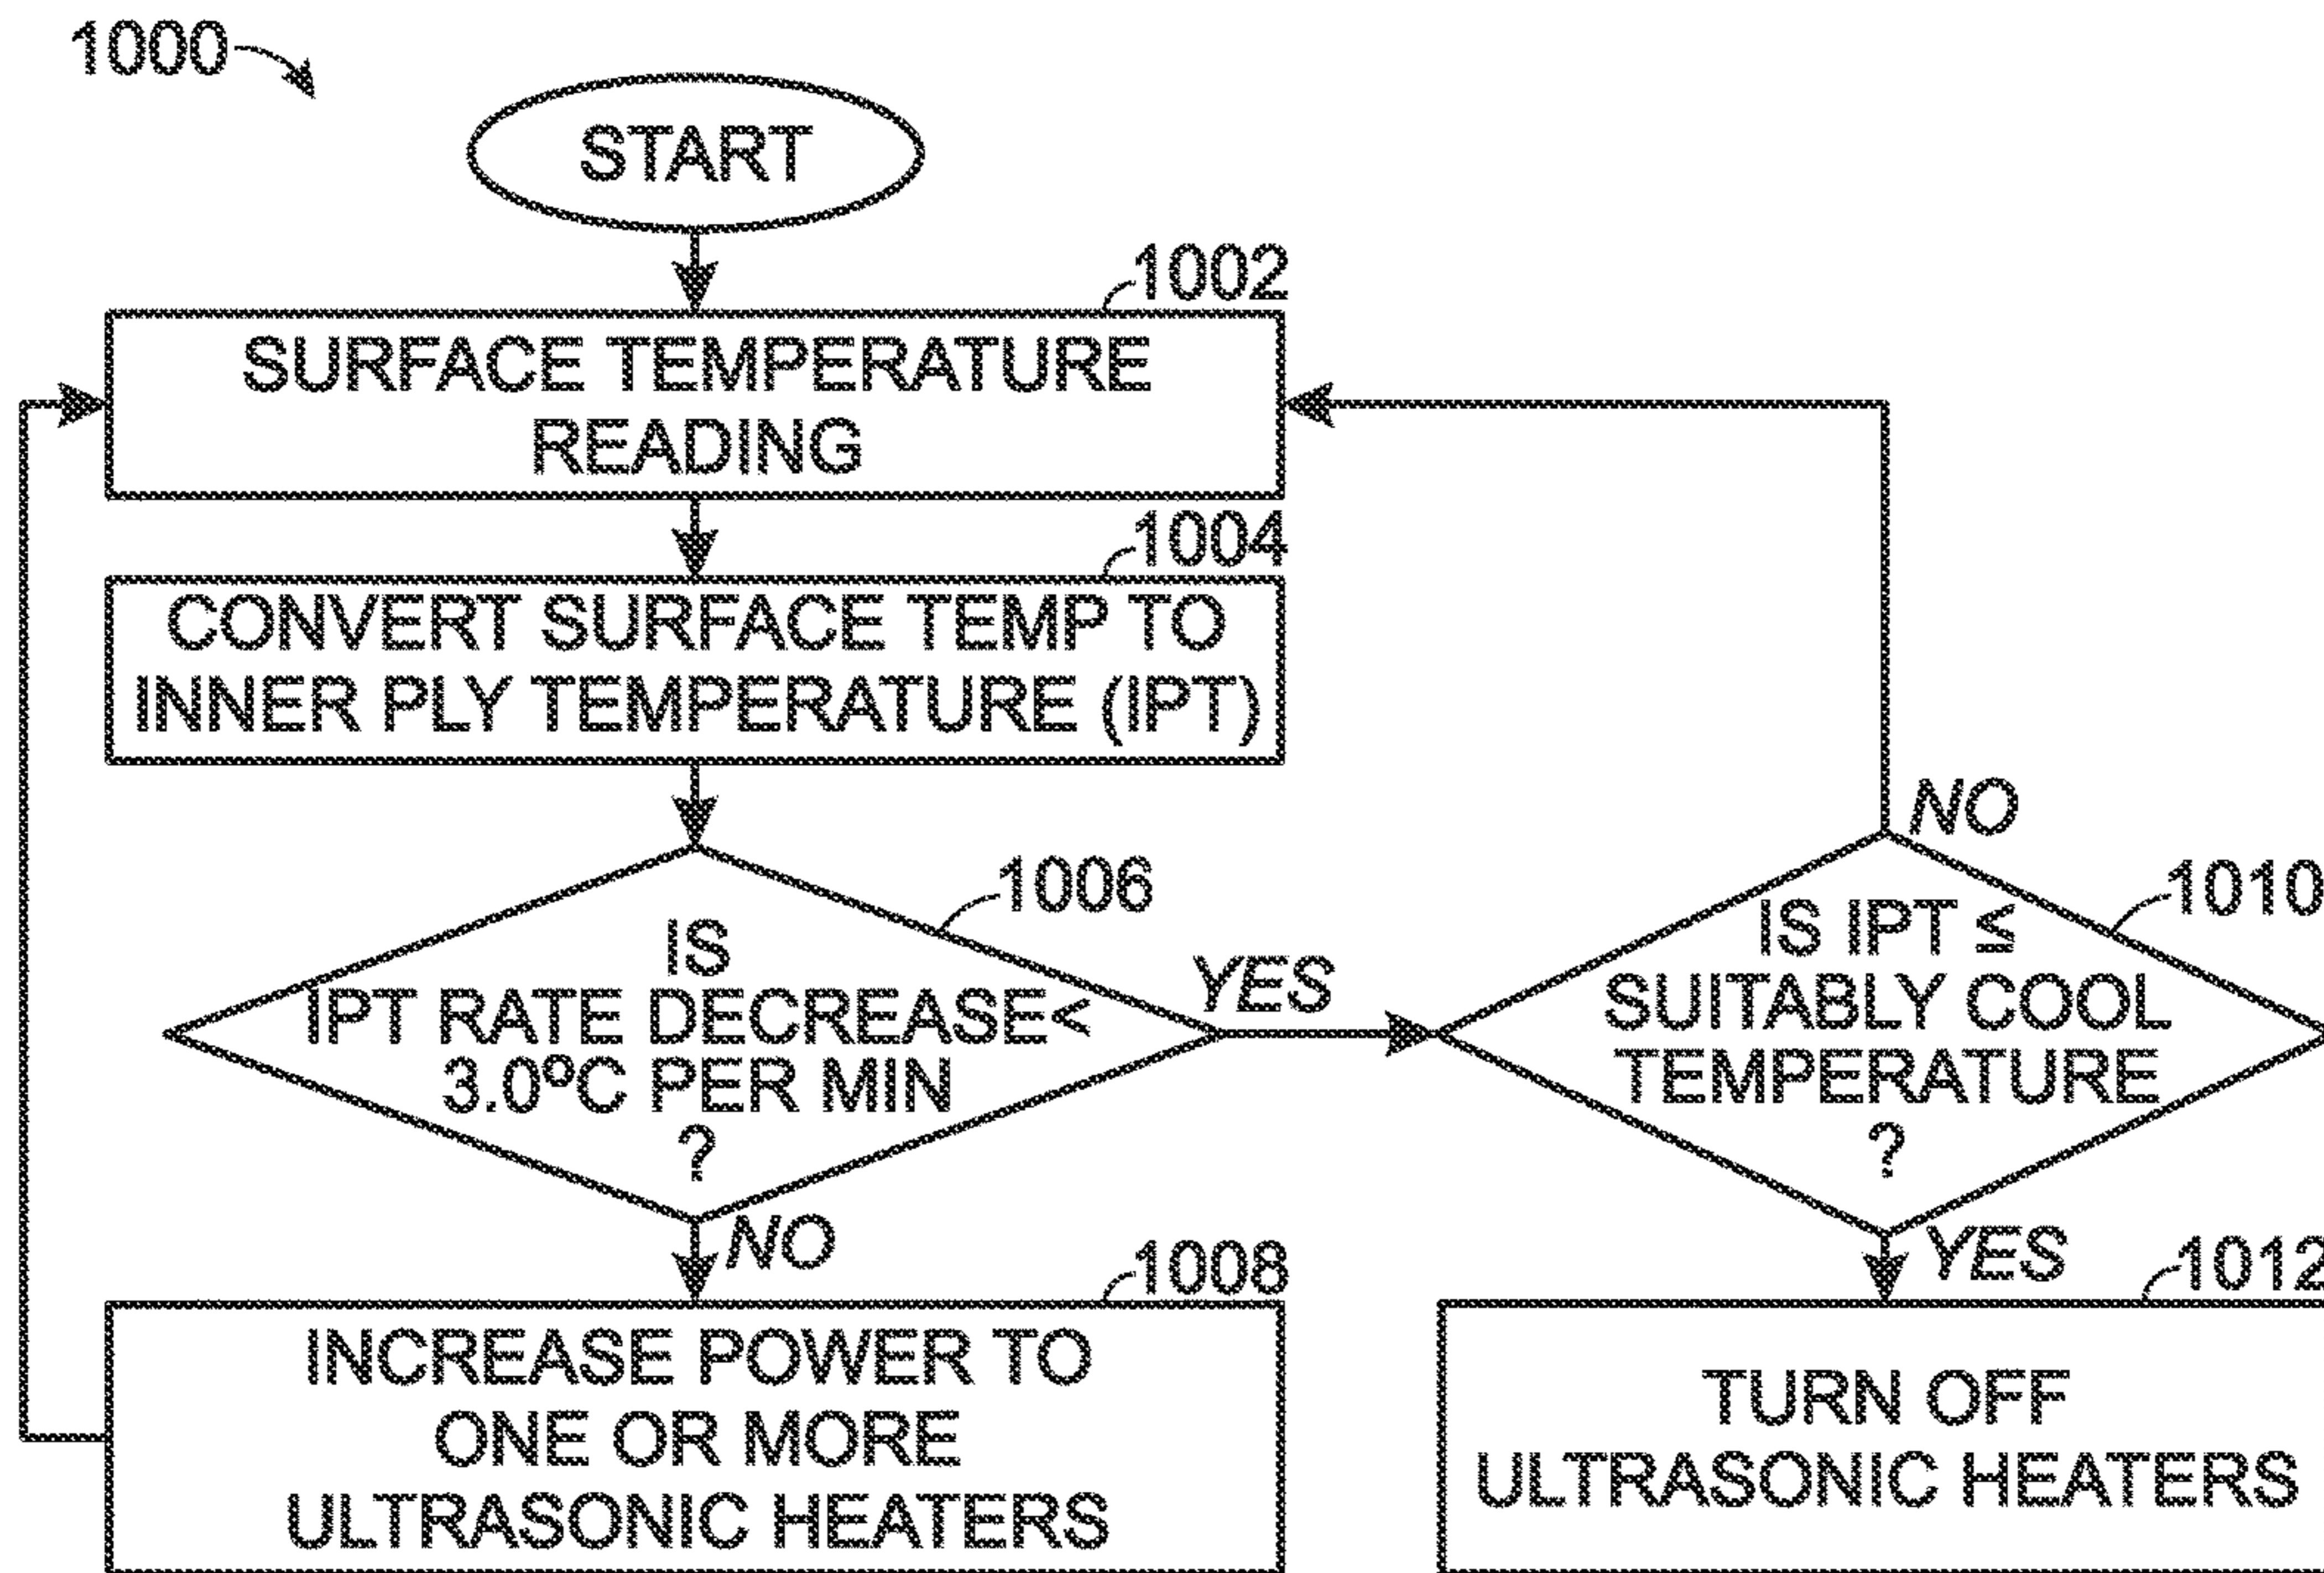 1000
START
1002
SURFACE TEMPERATURE
READING
1004
CONVERT SURFACE TEMP TO
INNER PLY TEMPERATURE (IPT)
1006
IS
IPT RATE DECREASE<
3.0ºC PER MIN
?
YES
NO
1008
INCREASE POWER TO
ONE OR MORE
ULTRASONIC HEATERS
NO
1010
IS IPT ≤
SUITABLY COOL
TEMPERATURE
?
YES
1012
TURN OFF
ULTRASONIC HEATERS